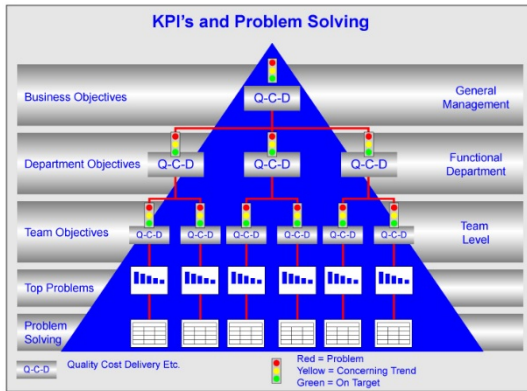 KPI's and Problem Solving
Business Objectives
Q-C-D
General
Management
Department Objectives
Q-C-D
Q-C-D
Q-C-D
Functional
Department
Team Objectives
Q-C-D
Q-C-D
Q-C-D
Q-C-D
Q-C-D
Q-C-D
Team
Level
Top Problems
Problem
Solving
Q-C-D
Quality Cost Delivery Etc.
Red = Problem
Yellow = Concerning Trend
Green = On Target